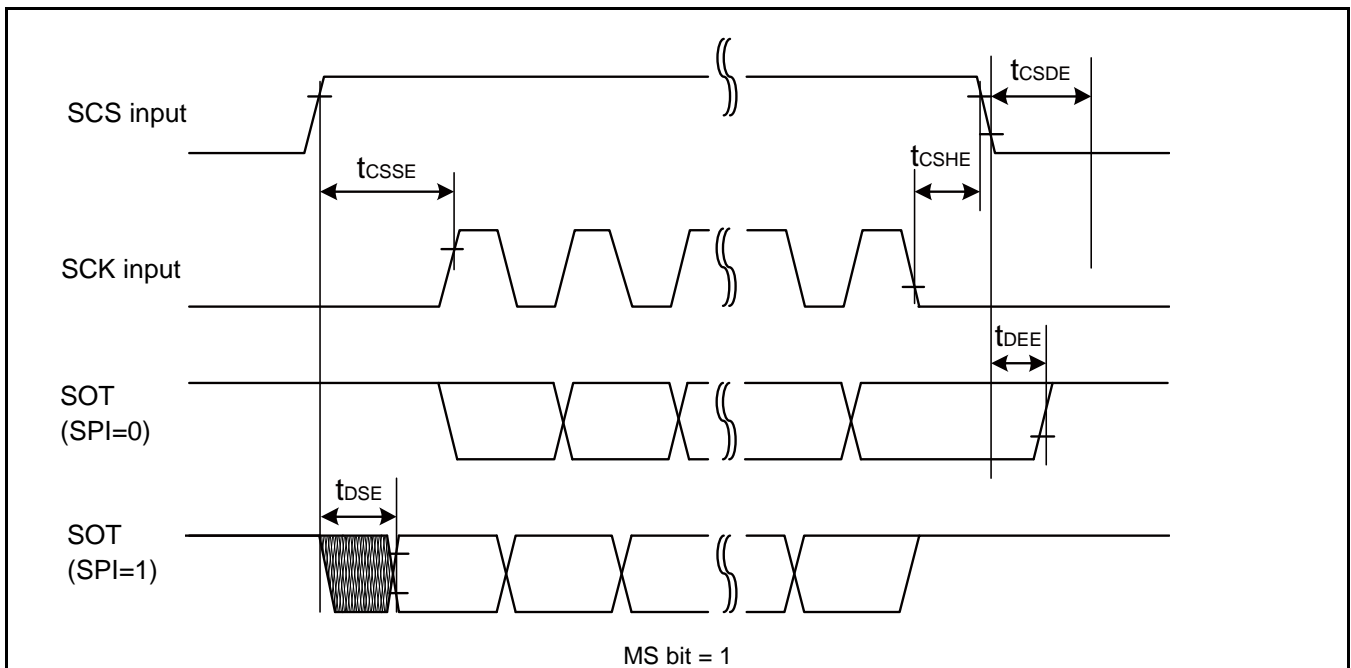 SCS input
tCSDE
tCSHE
tCSSE
SCK input
tDEE
SOT
(SPI=0)
tDSE
SOT
(SPI=1)
MS bit = 1